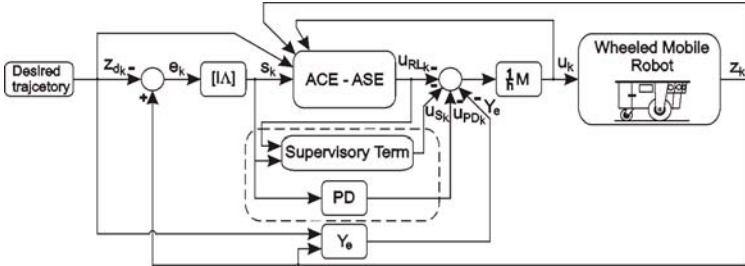 Desired
trajcetory
z_dk
-
+
e_k
[IΛ]
s_k
ACE - ASE
u_RLk
-
-
-
-
u_Sk
u_PDk
Y_e
1/h M
u_k
Wheeled Mobile
Robot
z_k
Supervisory Term
PD
Y_e